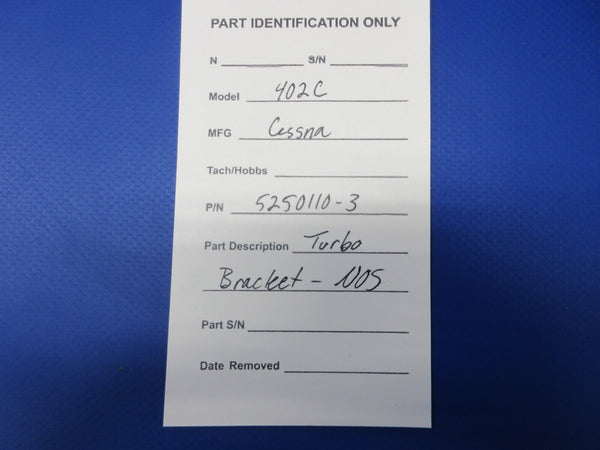 PART IDENTIFICATION ONLY
N S/N
Model 402C
MFG Cessna
Tach/Hobbs
P/N 5250110-3
Part Description Turbo
Bracket - NOS
Part S/N
Date Removed